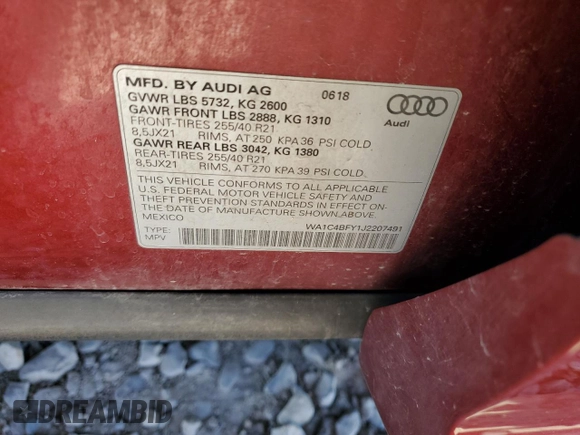 MFD. BY AUDI AG 0618
GVWR LBS 5732, KG 2600
GAWR FRONT LBS 2888, KG 1310
FRONT-TIRES 255/40 R21
8,5JX21 RIMS, AT 250 KPA 36 PSI COLD
GAWR REAR LBS 3042, KG 1380
REAR-TIRES 255/40 R21
8,5JX21 RIMS, AT 270 KPA 39 PSI COLD
THIS VEHICLE CONFORMS TO ALL APPLICABLE
U.S. FEDERAL MOTOR VEHICLE SAFETY AND
THEFT PREVENTION STANDARDS IN EFFECT ON
THE DATE OF MANUFACTURE SHOWN ABOVE.
MEXICO
TYPE:
MPV
WA1C4BFY1J2207491
Audi
DREAMBID